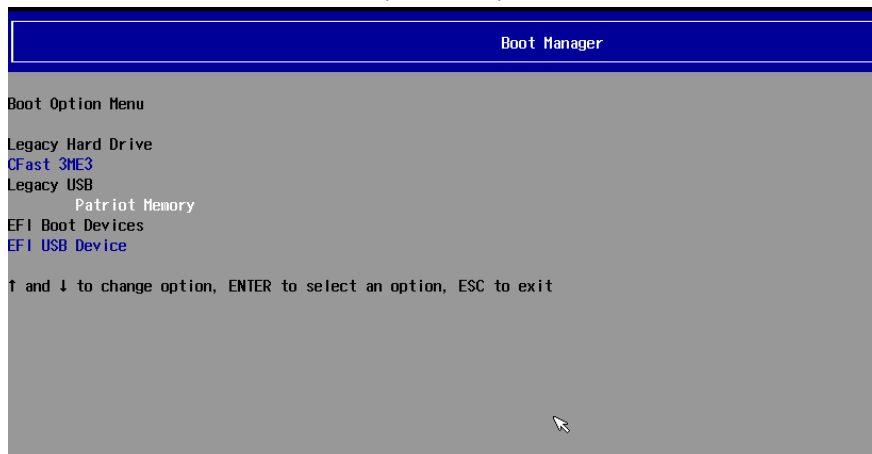 Boot Manager
Boot Option Menu
Legacy Hard Drive
CFast 3ME3
Legacy USB
Patriot Memory
EFI Boot Devices
EFI USB Device
↑ and ↓ to change option, ENTER to select an option, ESC to exit